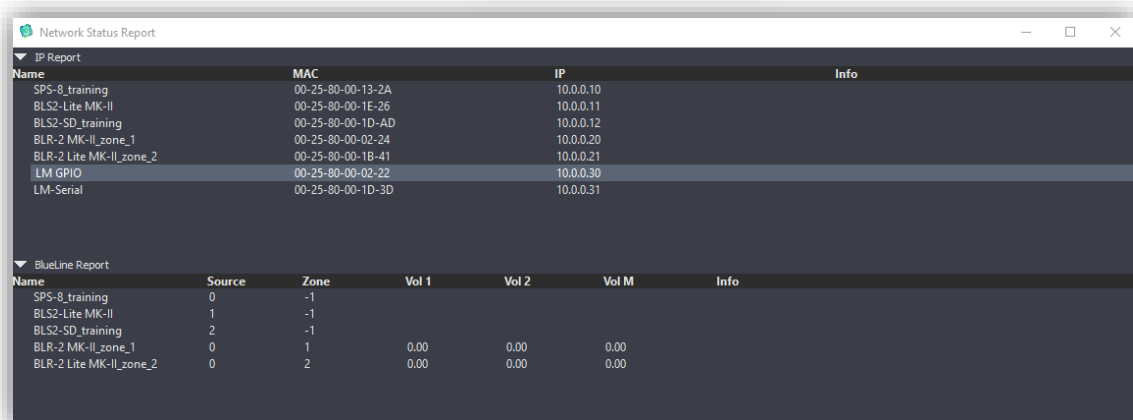 Network Status Report
IP Report
Name MAC IP Info
SPS-8_training 00-25-80-00-13-2A 10.0.0.10
BLS2-Lite MK-II 00-25-80-00-1E-26 10.0.0.11
BLS2-SD_training 00-25-80-00-1D-AD 10.0.0.12
BLR-2 MK-II_zone_1 00-25-80-00-02-24 10.0.0.20
BLR-2 Lite MK-II_zone_2 00-25-80-00-1B-41 10.0.0.21
LM GPIO 00-25-80-00-02-22 10.0.0.30
LM-Serial 00-25-80-00-1D-3D 10.0.0.31
BlueLine Report
Name Source Zone Vol 1 Vol 2 Vol M Info
SPS-8_training 0 -1
BLS2-Lite MK-II 1 -1
BLS2-SD_training 2 -1
BLR-2 MK-II_zone_1 0 1 0.00 0.00 0.00
BLR-2 Lite MK-II_zone_2 0 2 0.00 0.00 0.00